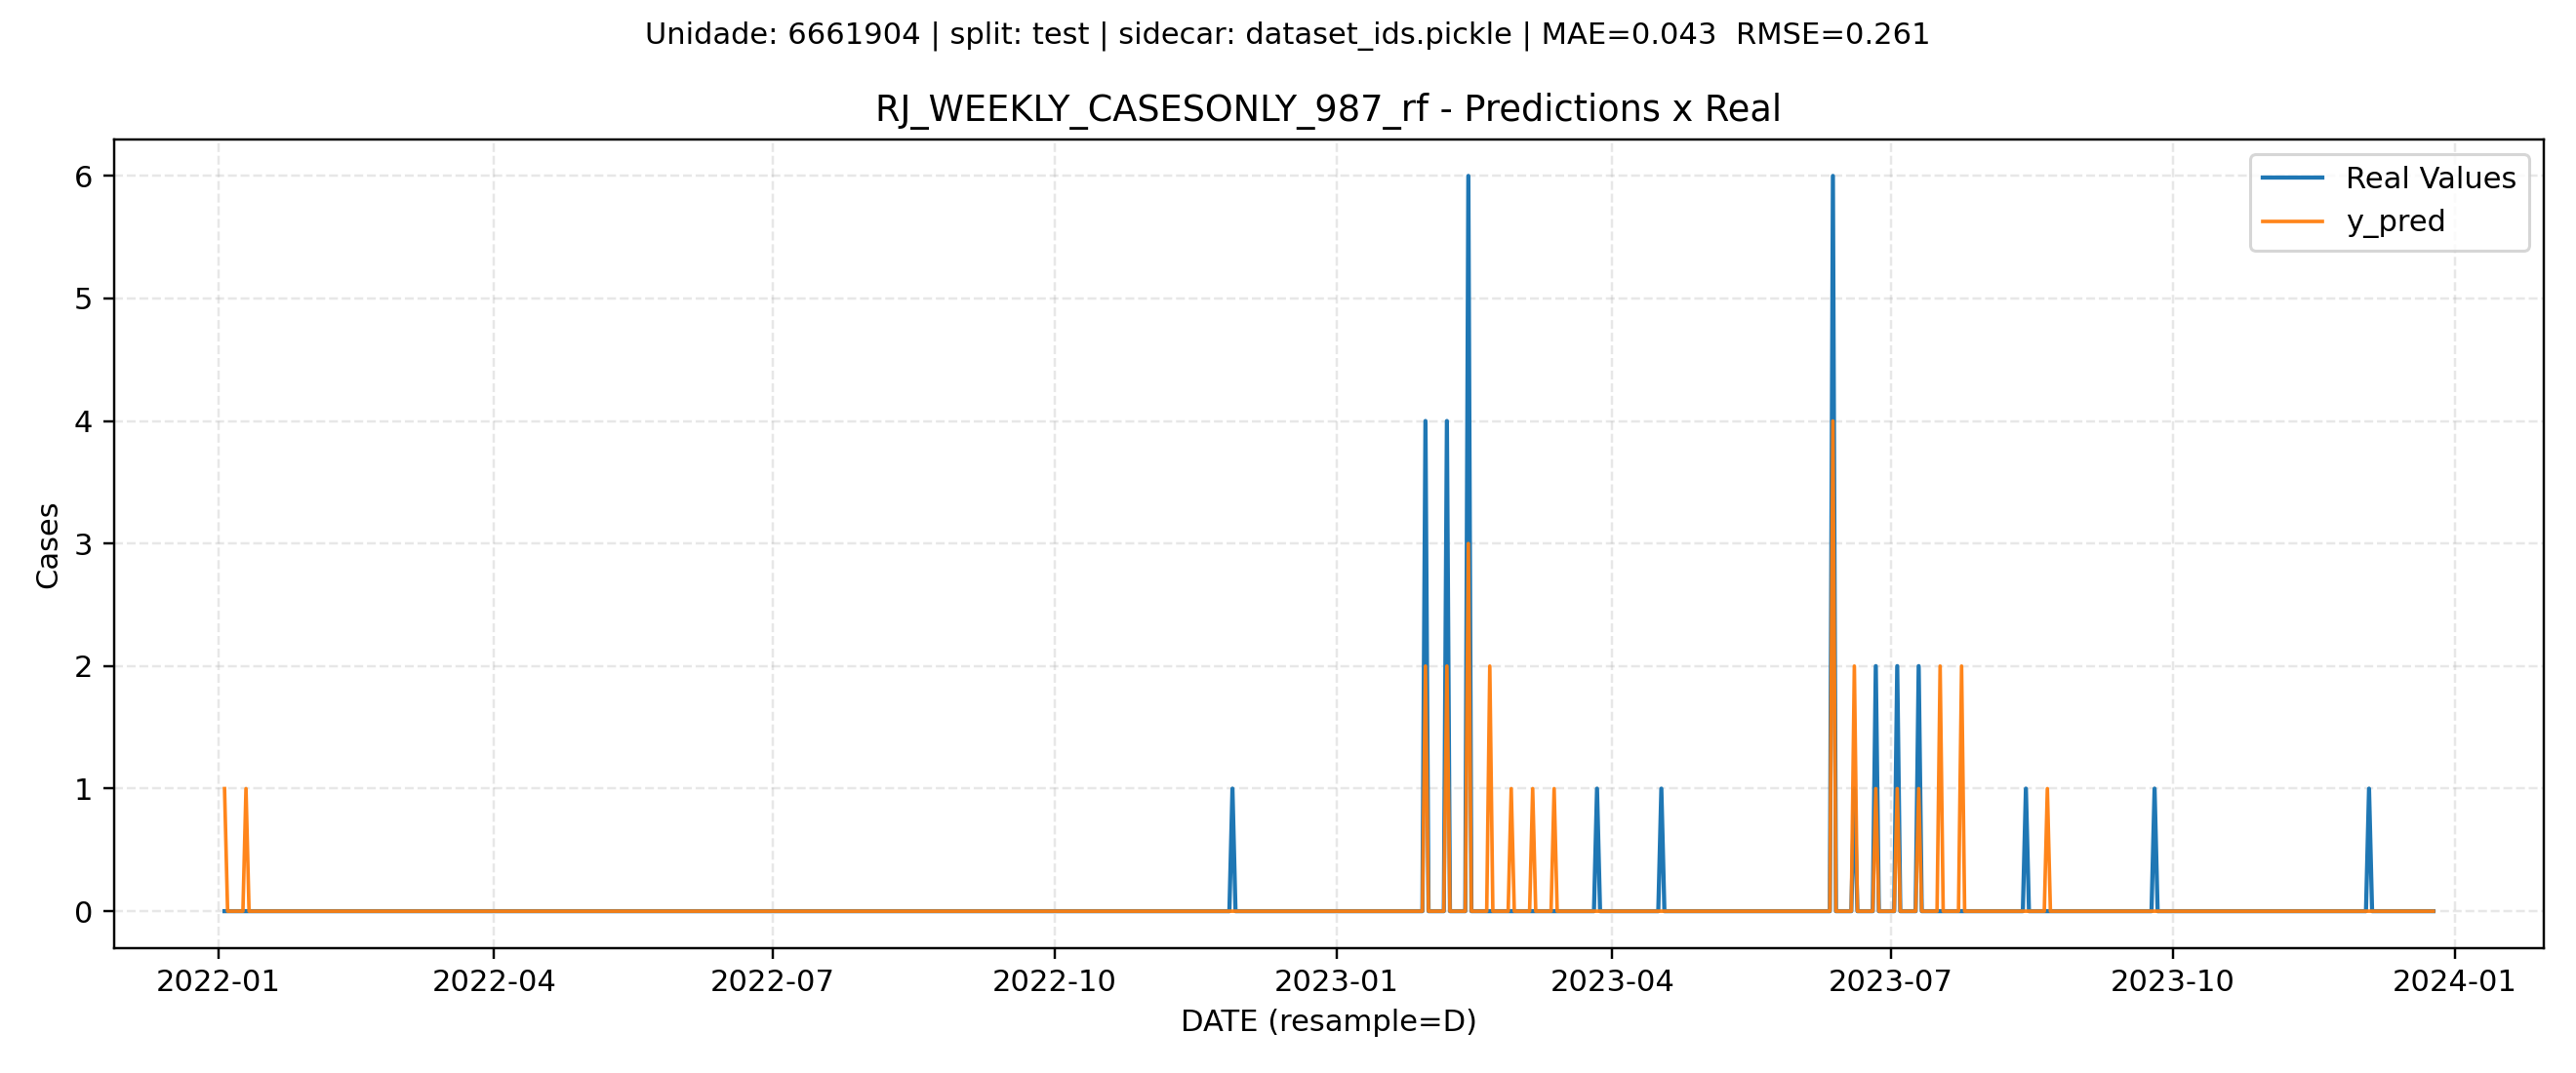 Unidade: 6661904 | split: test | sidecar: dataset_ids.pickle | MAE=0.043  RMSE=0.261
RJ_WEEKLY_CASESONLY_987_rf - Predictions x Real
Real Values
y_pred
6
5
4
3
2
1
0
Cases
2022-01 2022-04 2022-07 2022-10 2023-01 2023-04 2023-07 2023-10 2024-01
DATE (resample=D)